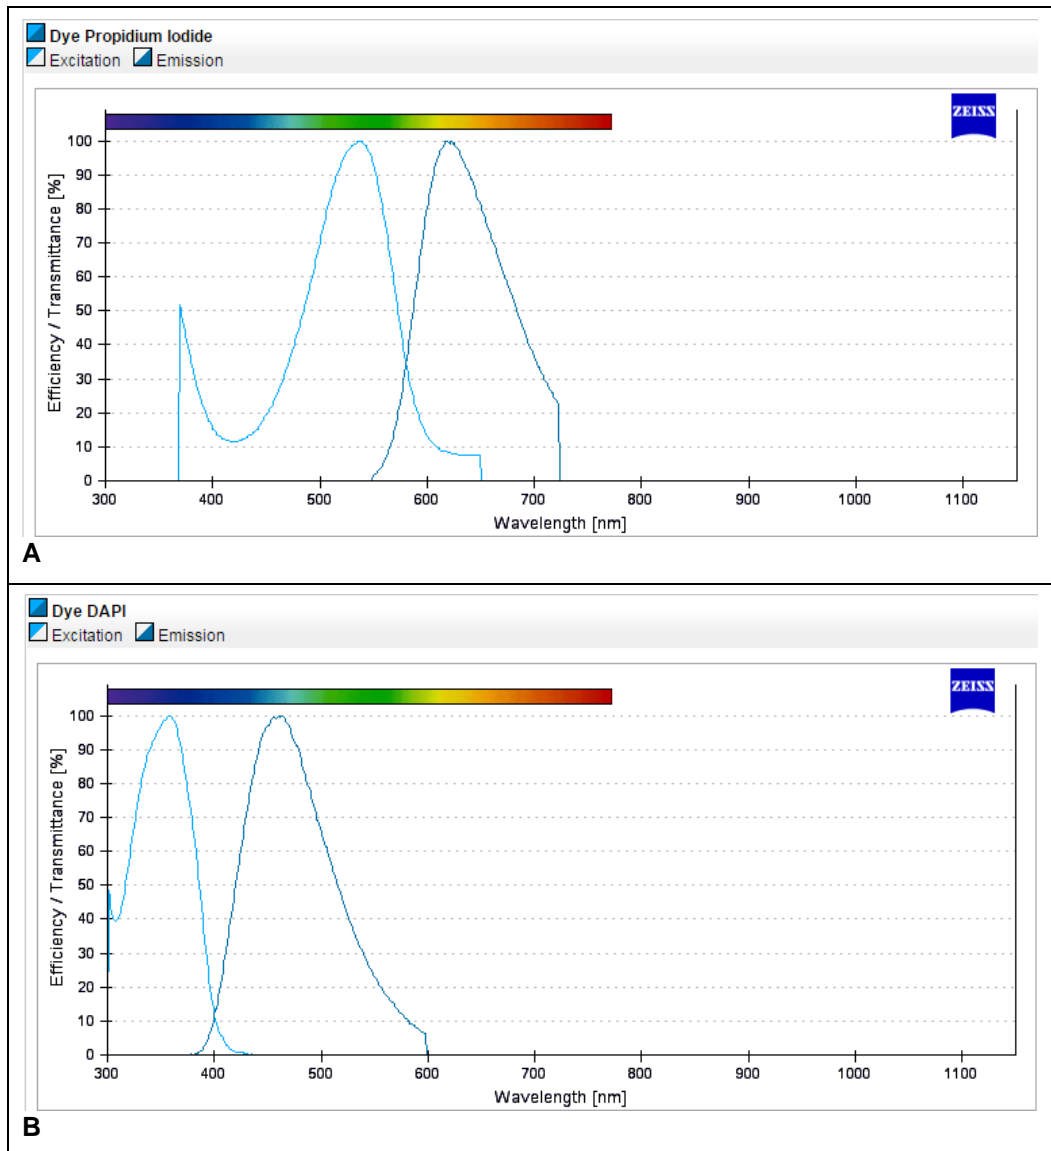 Dye Propidium Iodide
Excitation Emission
ZEISS
100
90
80
70
60
50
40
30
20
10
0
Efficiency / Transmittance [%]
300 400 500 600 700 800 900 1000 1100
Wavelength [nm]
A
Dye DAPI
Excitation Emission
ZEISS
100
90
80
70
60
50
40
30
20
10
0
Efficiency / Transmittance [%]
300 400 500 600 700 800 900 1000 1100
Wavelength [nm]
B